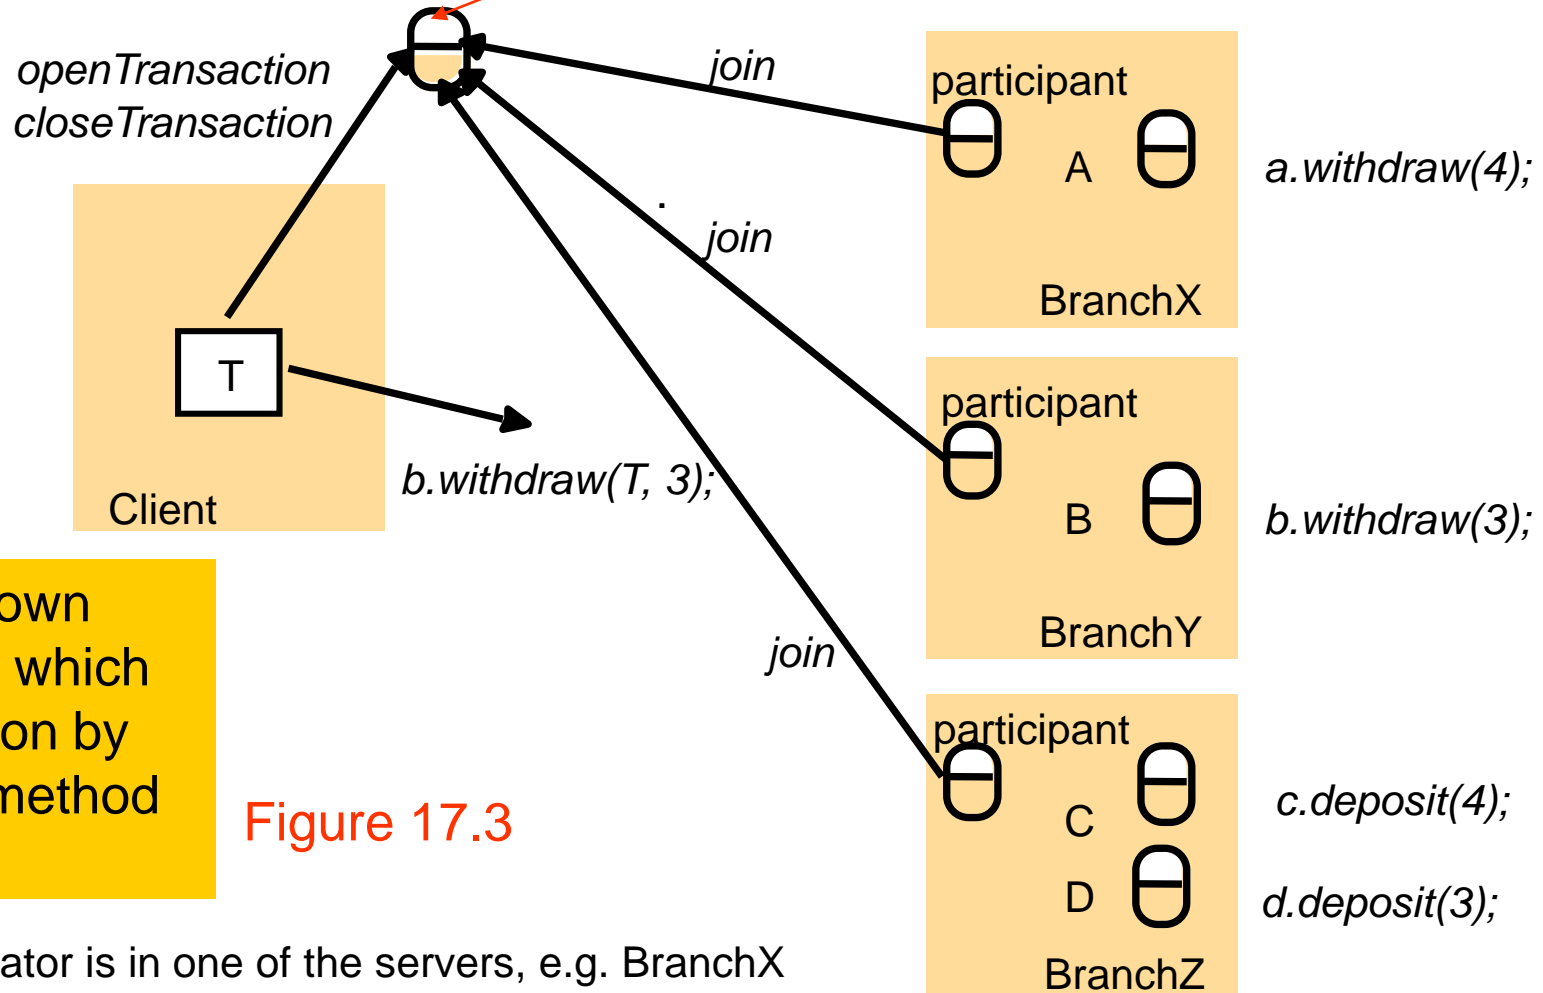 openTransaction
closeTransaction
join
participant
A
a.withdraw(4);
BranchX
join
T
Client
b.withdraw(T, 3);
participant
B
b.withdraw(3);
BranchY
join
participant
C
c.deposit(4);
D
d.deposit(3);
BranchZ
own
which
on by
method
Figure 17.3
ator is in one of the servers, e.g. BranchX
.